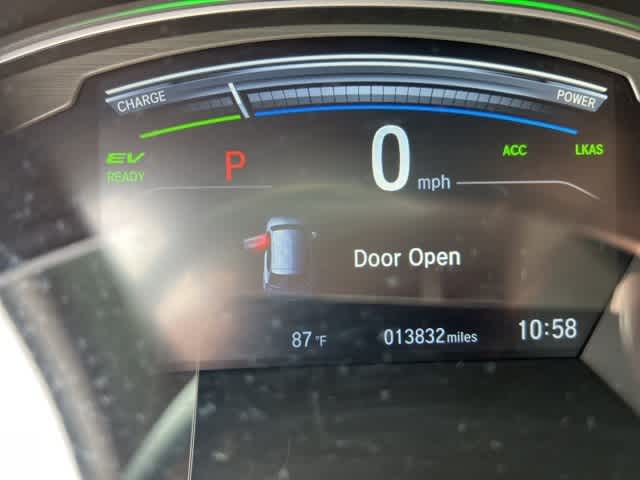 CHARGE
POWER
EV
READY
P
0 mph
ACC
LKAS
Door Open
87 °F
013832 miles
10:58